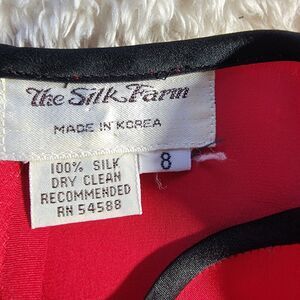 The Silk Farm
MADE IN KOREA
8
100% SILK
DRY CLEAN
RECOMMENDED
RN 54588